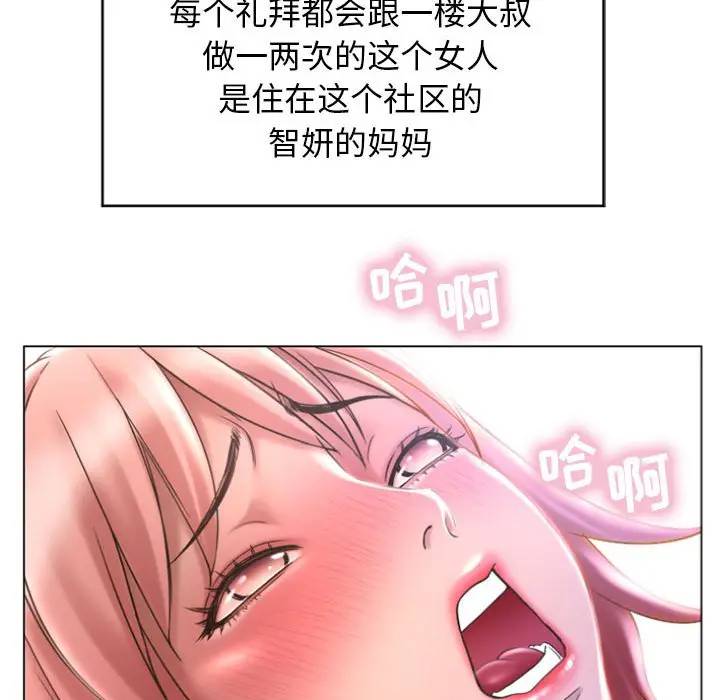 每个礼拜都会跟一楼大叔
做一两次的这个女人
是住在这个社区的
智妍的妈妈
哈啊
哈啊